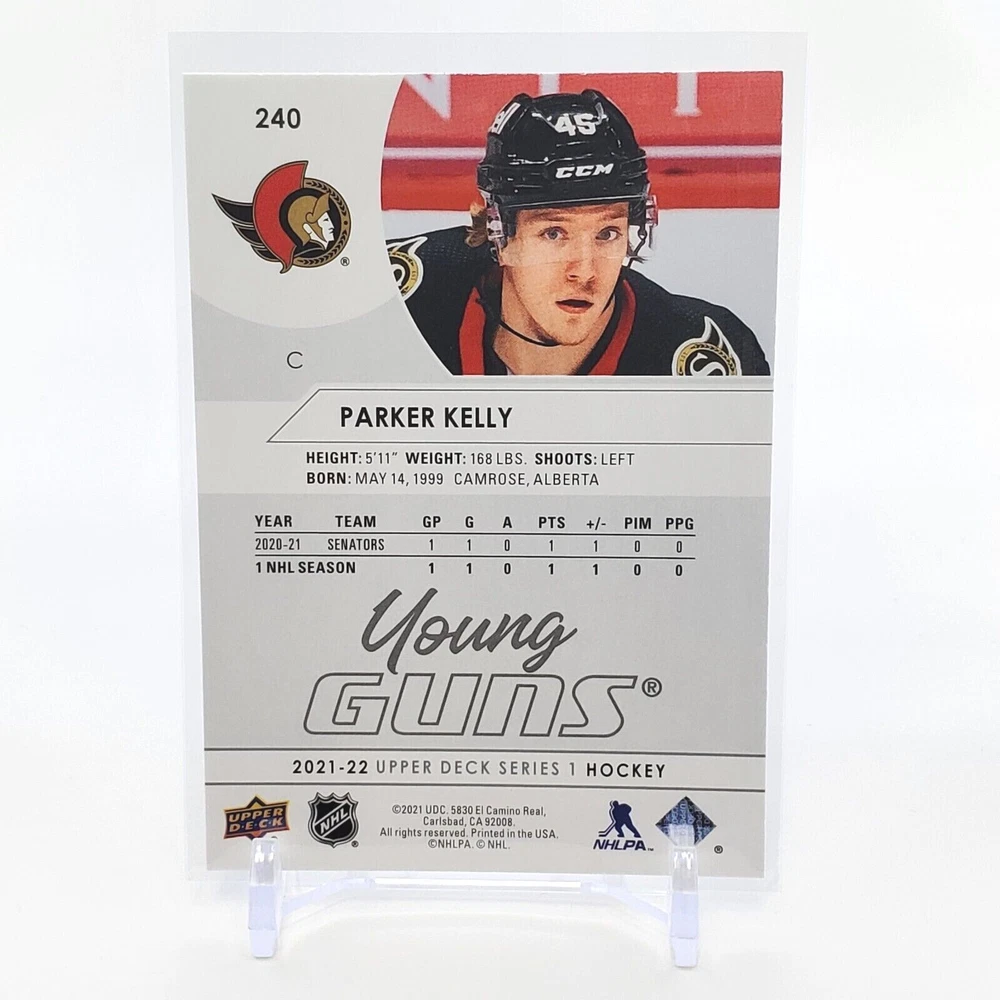 240
45
CCM
C
PARKER KELLY
HEIGHT: 5'11" WEIGHT: 168 LBS. SHOOTS: LEFT
BORN: MAY 14, 1999 CAMROSE, ALBERTA
YEAR TEAM GP G A PTS +/- PIM PPG
2020-21 SENATORS 1 1 0 1 1 0 0
1 NHL SEASON 1 1 0 1 1 0 0
Young
GUNS®
2021-22 UPPER DECK SERIES 1 HOCKEY
UPPER DECK
NHL
©2021 UDC. 5830 El Camino Real,
Carlsbad, CA 92008.
All rights reserved. Printed in the USA.
©NHLPA. © NHL.
NHLPA™